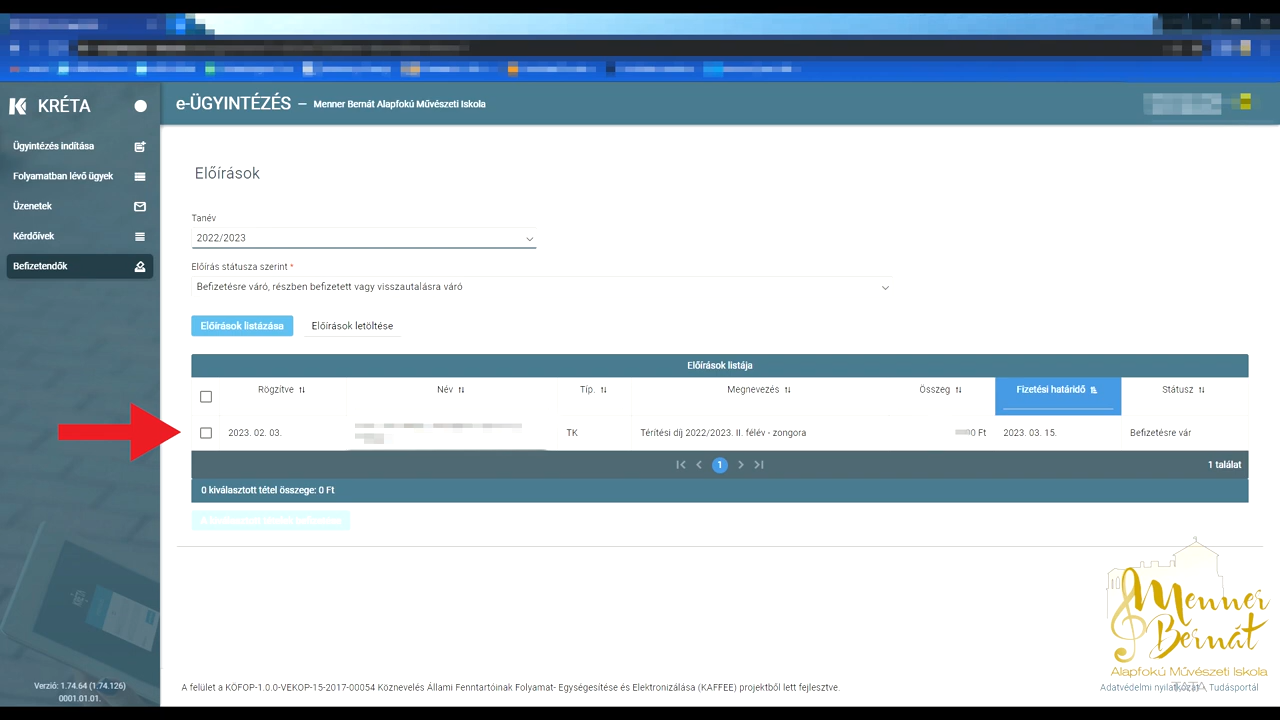 KRÉTA
e-ÜGYINTÉZÉS – Menner Bernát Alapfokú Művészeti Iskola
Ügyintézés indítása
Folyamatban lévő ügyek
Üzenetek
Kérdőívek
Befizetendők
Előírások
Tanév
2022/2023
Előírás státusza szerint *
Befizetésre váró, részben befizetett vagy visszautalásra váró
Előírások listázása Előírások letöltése
Előírások listája
Rögzítve Név Típ. Megnevezés Összeg Fizetési határidő Státusz
2023. 02. 03. TK Térítési díj 2022/2023. II. félév - zongora 0 Ft 2023. 03. 15. Befizetésre vár
1 1 találat
0 kiválasztott tétel összege: 0 Ft
Menner
Bernát
Alapfokú Művészeti Iskola
TATA
Verzió: 1.74.64 (1.74.126)
0001.01.01.
A felület a KÖFOP-1.0.0-VEKOP-15-2017-00054 Köznevelés Állami Fenntartóinak Folyamat- Egységesítése és Elektronizálása (KAFFEE) projektből lett fejlesztve.
Adatvédelmi nyilatkozat Tudásportál